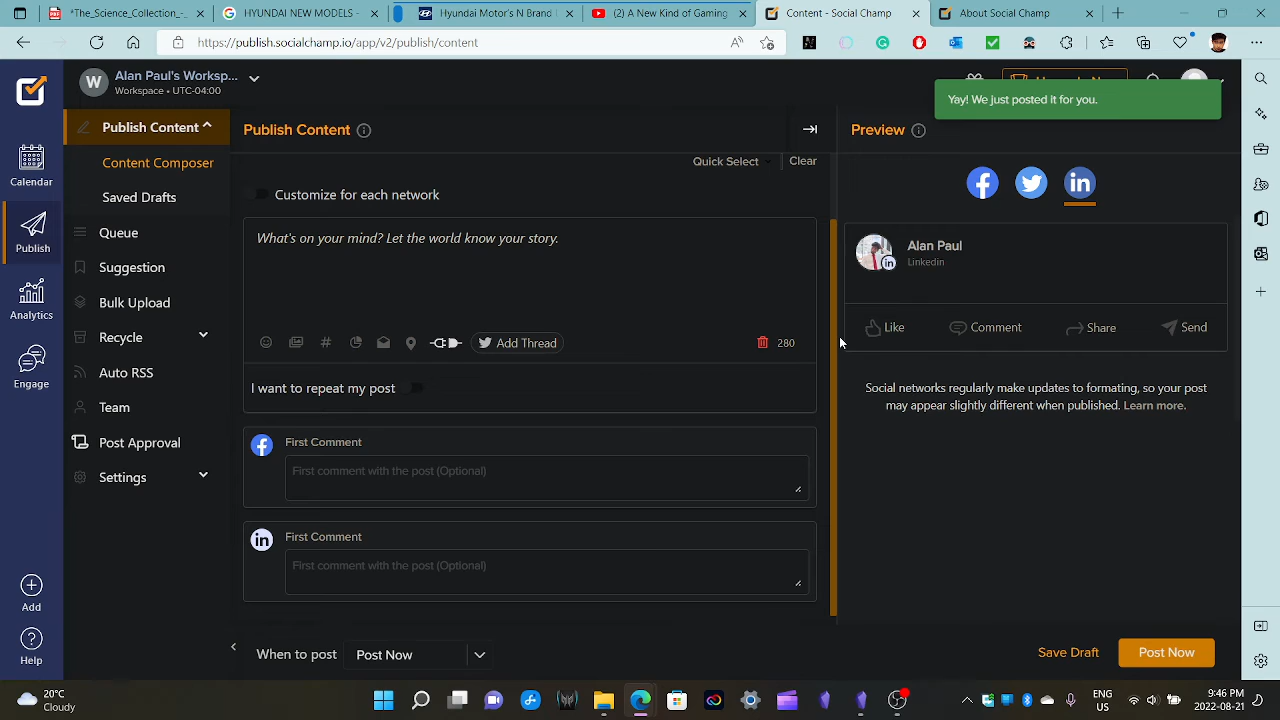 *The_Science_Collection_-_
HYUNDAI NEW MODELS -
Hyundai Motor's N Brand
(2) A New Kind of Gaming
Content - Social Champ
About Social Champ
https://publish.socialchamp.io/app/v2/publish/content
W
Alan Paul's Worksp...
Workspace • UTC-04:00
Yay! We just posted it for you.
Calendar
Publish
Analytics
Engage
Add
Help
Publish Content
Content Composer
Saved Drafts
Queue
Suggestion
Bulk Upload
Recycle
Auto RSS
Team
Post Approval
Settings
Publish Content
Quick Select
Clear
Customize for each network
What's on your mind? Let the world know your story.
Add Thread
280
I want to repeat my post
First Comment
First comment with the post (Optional)
First Comment
First comment with the post (Optional)
When to post
Post Now
Save Draft
Post Now
Preview
Alan Paul
Linkedin
Like
Comment
Share
Send
Social networks regularly make updates to formating, so your post
may appear slightly different when published. Learn more.
20°C
Cloudy
ENG
US
9:46 PM
2022-08-21